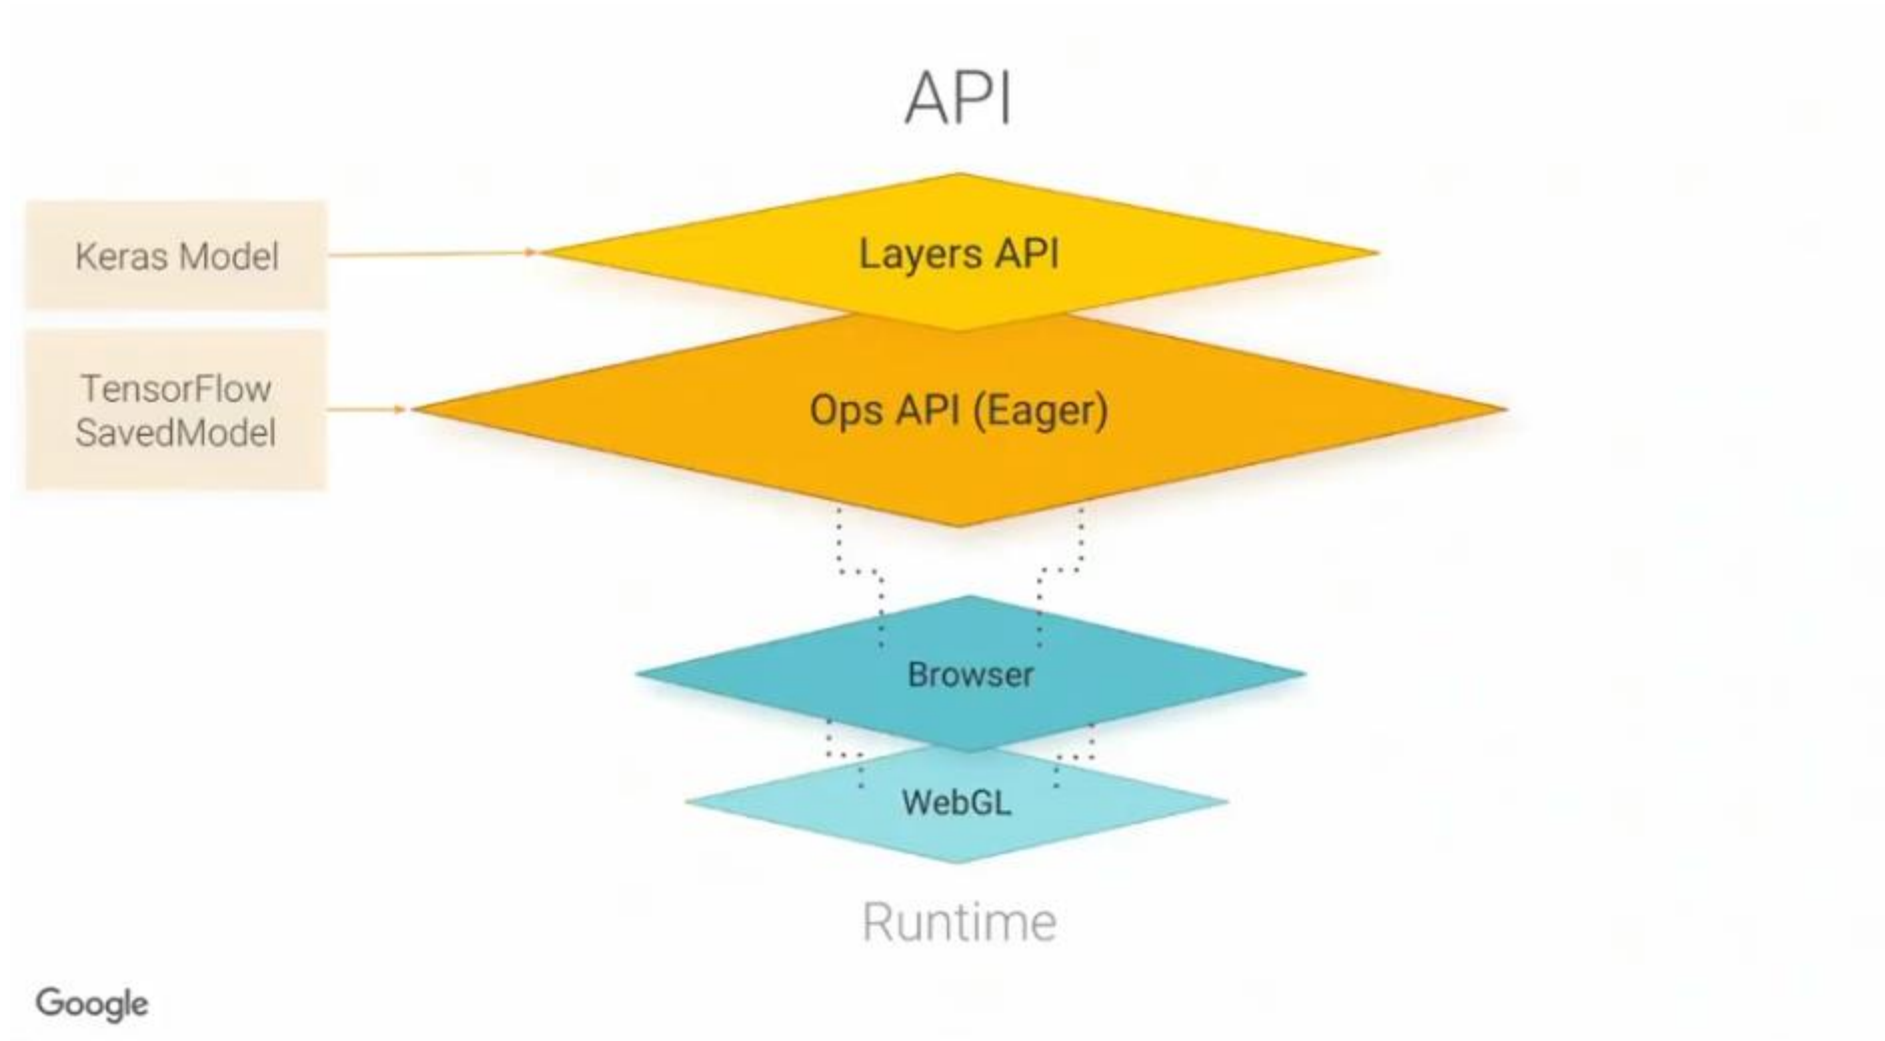 API
Keras Model
Layers API
TensorFlow
SavedModel
Ops API (Eager)
Browser
WebGL
Runtime
Google